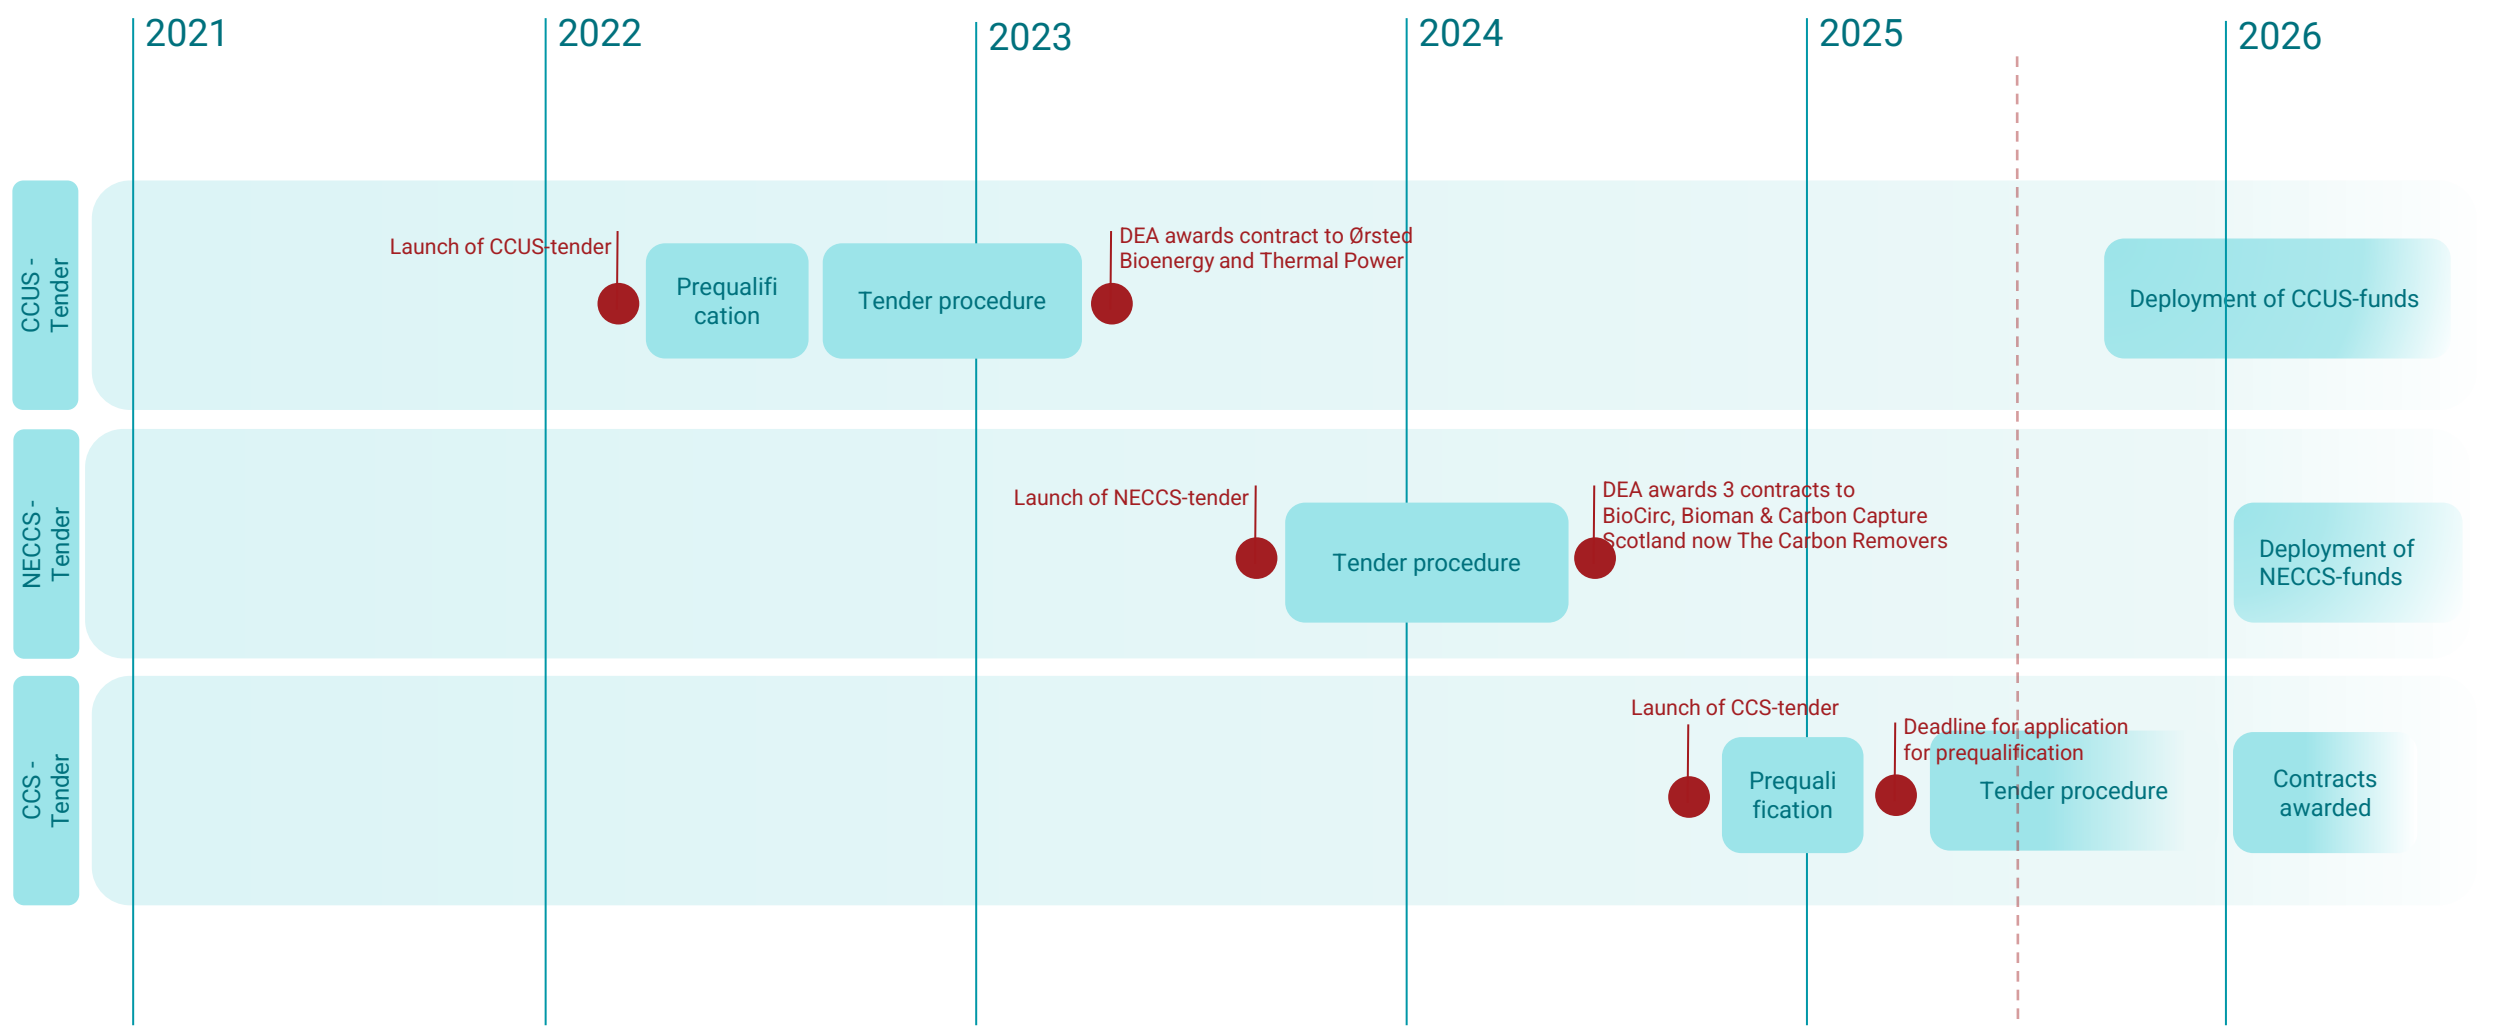 2021
2022
2023
2024
2025
2026
CCUS -
Tender
Launch of CCUS-tender
Prequalifi
cation
Tender procedure
DEA awards contract to Ørsted
Bioenergy and Thermal Power
Deployment of CCUS-funds
NECCS -
Tender
Launch of NECCS-tender
Tender procedure
DEA awards 3 contracts to
BioCirc, Bioman & Carbon Capture
Scotland now The Carbon Removers
Deployment of
NECCS-funds
CCS -
Tender
Launch of CCS-tender
Prequali
fication
Deadline for application
for prequalification
Tender procedure
Contracts
awarded